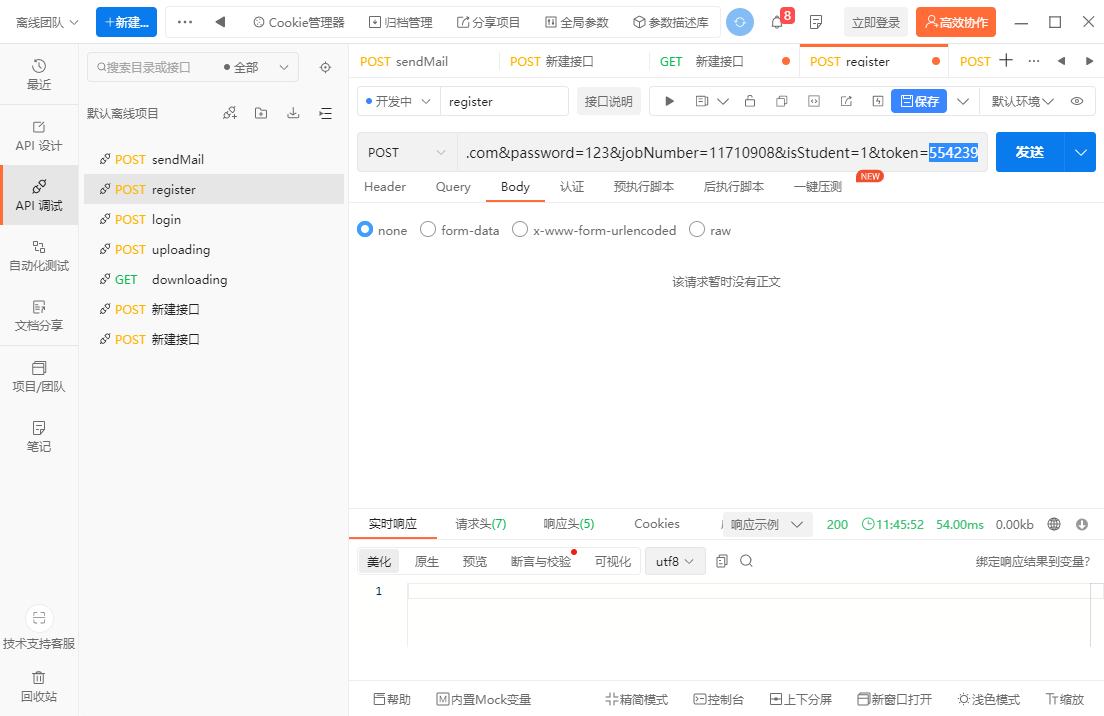 离线团队
+新建...
Cookie管理器
归档管理
分享项目
全局参数
参数描述库
8
立即登录
高效协作
最近
API 设计
API 调试
自动化测试
文档分享
项目/团队
笔记
技术支持客服
回收站
搜索目录或接口
全部
默认离线项目
POST sendMail
POST register
POST login
POST uploading
GET downloading
POST 新建接口
POST 新建接口
POST sendMail
POST 新建接口
GET 新建接口
POST register
POST
开发中
register
接口说明
保存
默认环境
POST
.com&password=123&jobNumber=11710908&isStudent=1&token=554239
发送
Header
Query
Body
认证
预执行脚本
后执行脚本
一键压测
NEW
none
form-data
x-www-form-urlencoded
raw
该请求暂时没有正文
实时响应
请求头(7)
响应头(5)
Cookies
响应示例
200
11:45:52
54.00ms
0.00kb
美化
原生
预览
断言与校验
可视化
utf8
绑定响应结果到变量?
1
帮助
内置Mock变量
精简模式
控制台
上下分屏
新窗口打开
浅色模式
Tr缩放